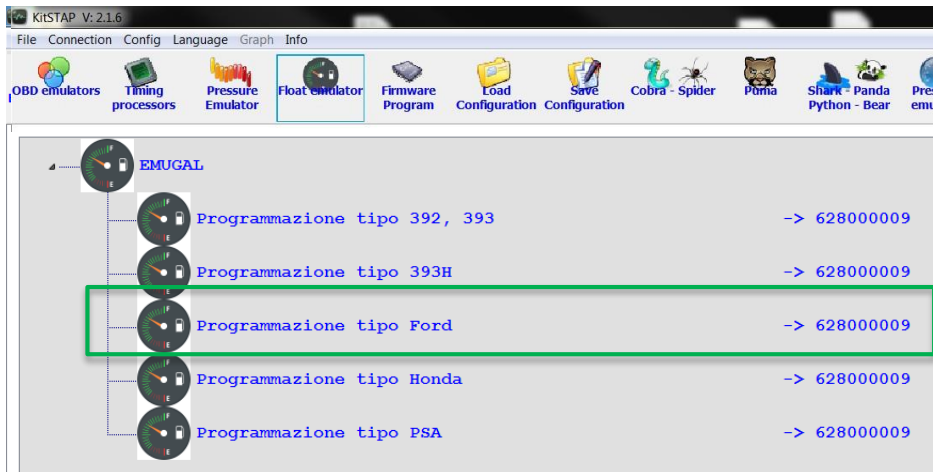 KitSTAP V: 2.1.6
File Connection Config Language Graph Info
OBD emulators
Timing processors
Pressure Emulator
Float emulator
Firmware Program
Load Configuration
Save Configuration
Cobra - Spider
Puma
Shark - Panda
Python - Bear
EMUGAL
Programmazione tipo 392, 393 -> 628000009
Programmazione tipo 393H -> 628000009
Programmazione tipo Ford -> 628000009
Programmazione tipo Honda -> 628000009
Programmazione tipo PSA -> 628000009